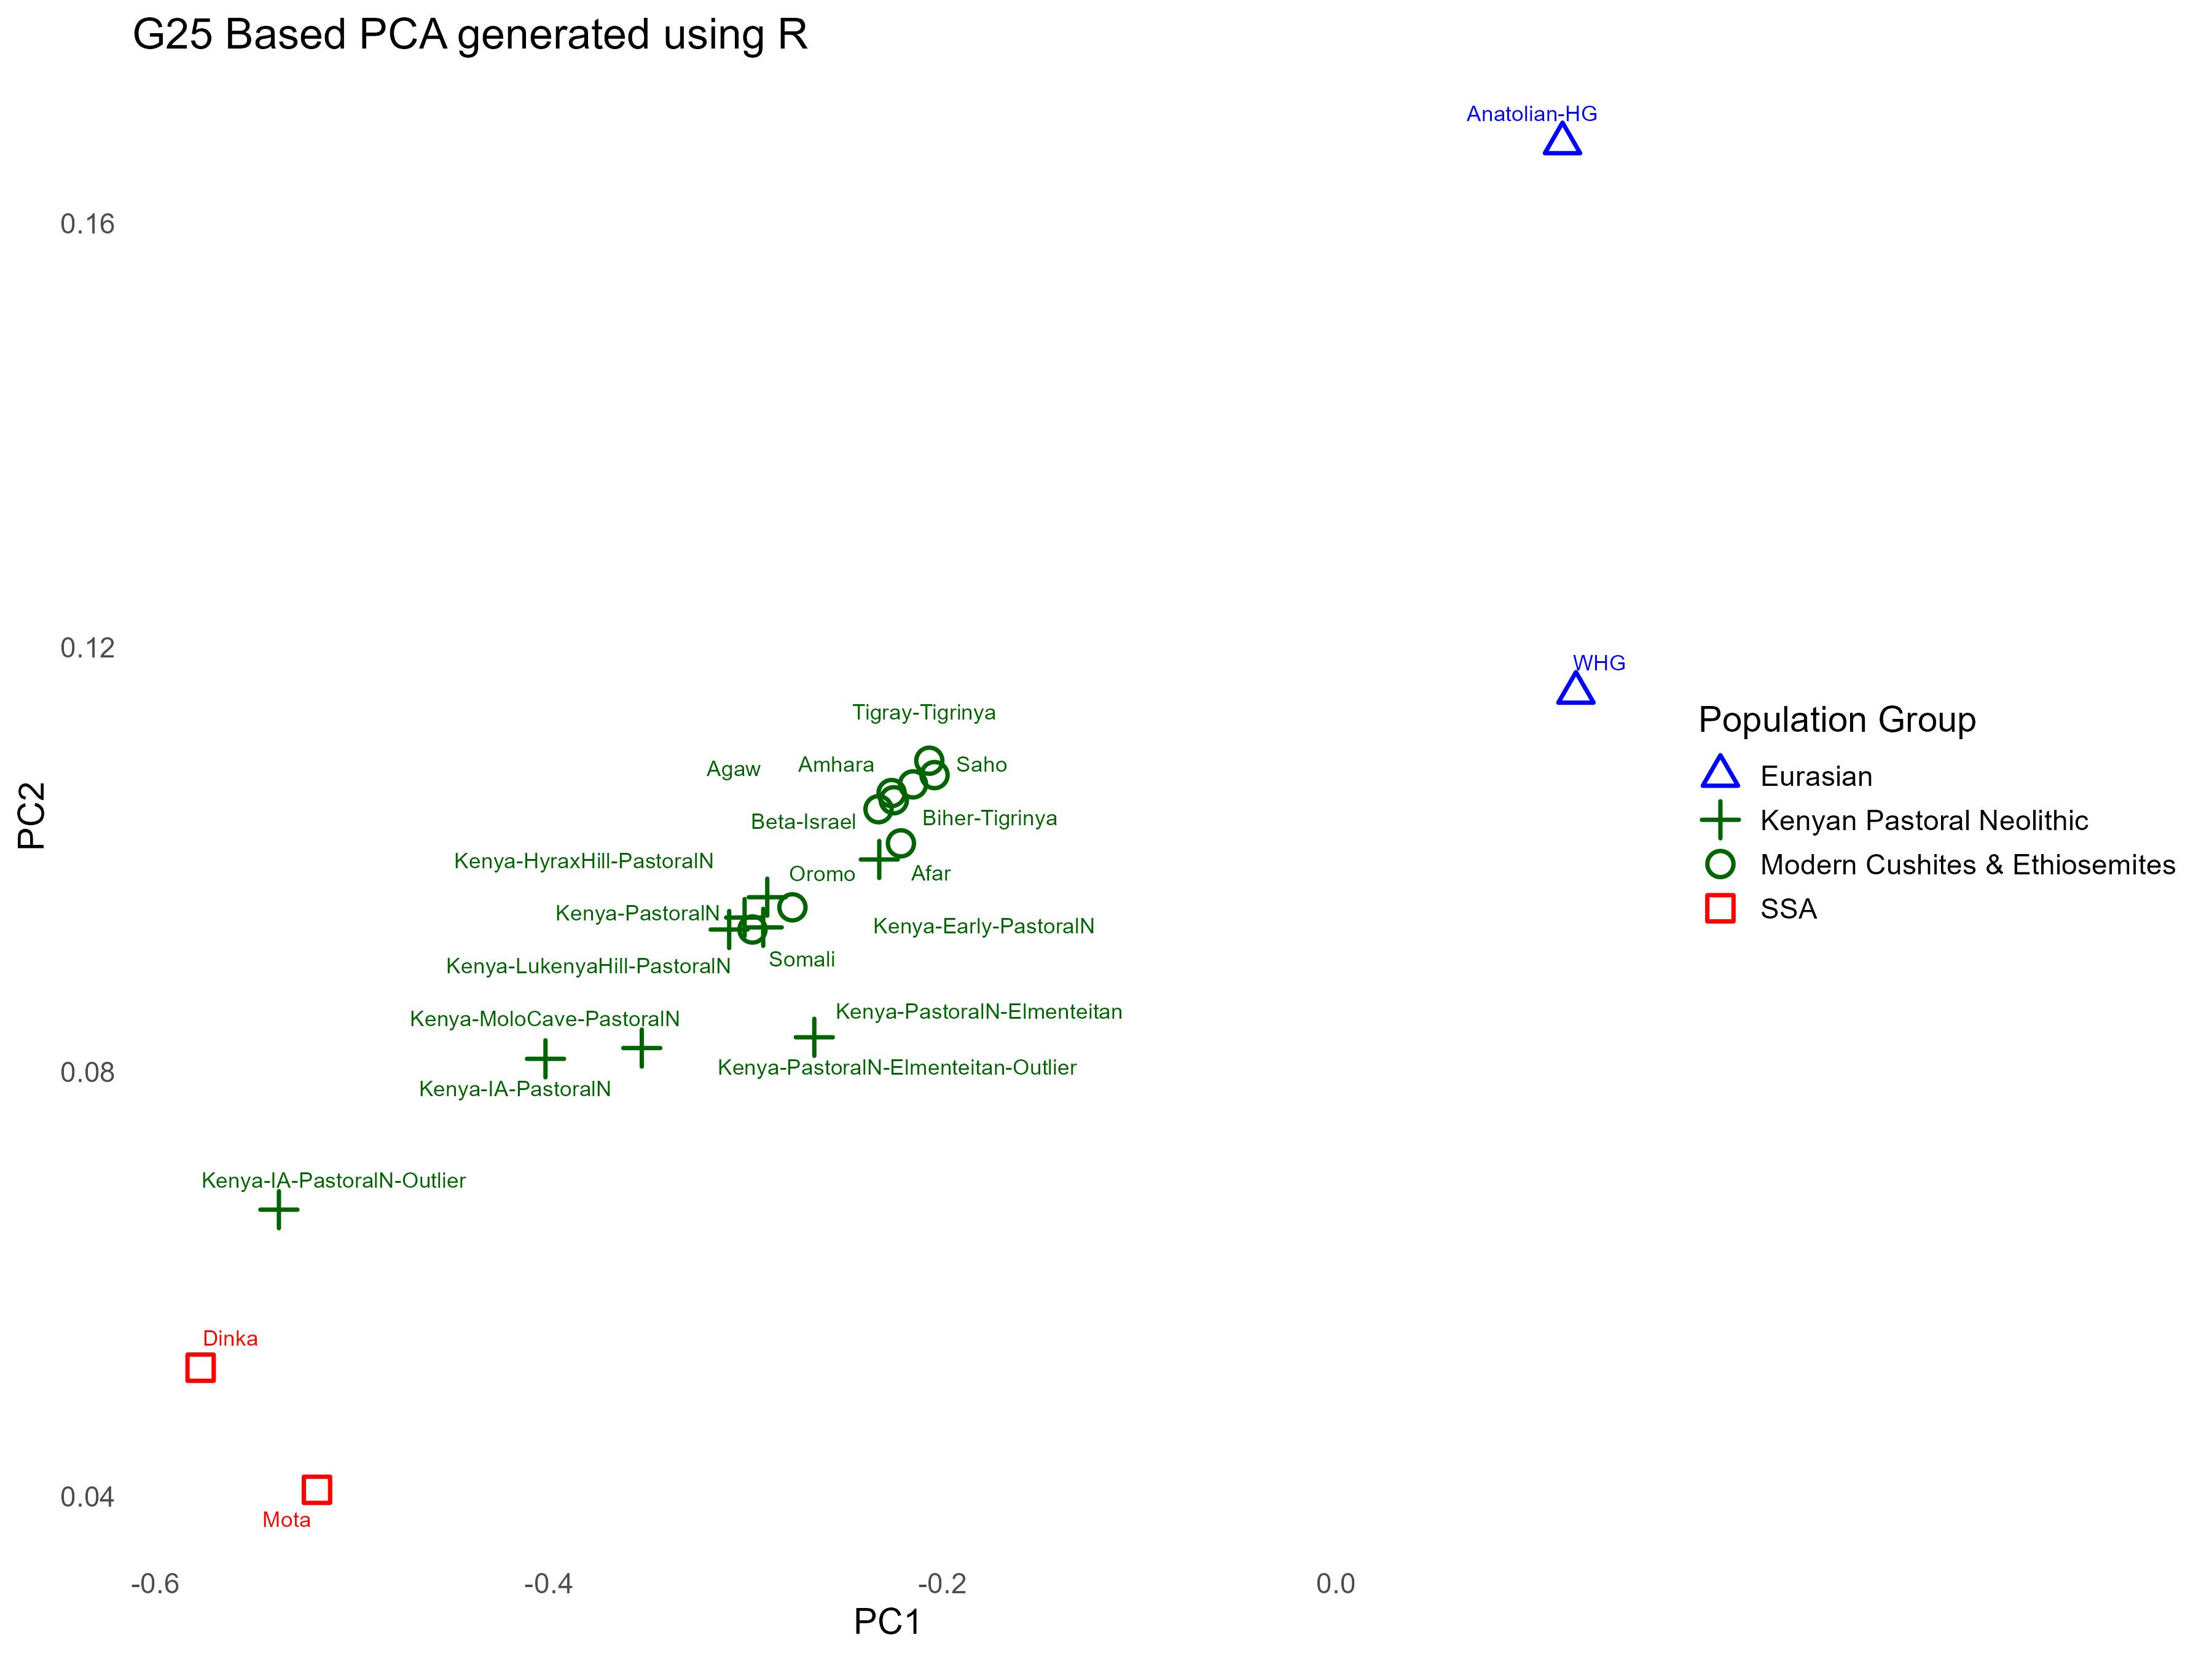 G25 Based PCA generated using R
Anatolian-HG
0.16
0.12
WHG
Tigray-Tigrinya
Agaw
Amhara
Saho
Beta-Israel
Biher-Tigrinya
Kenya-HyraxHill-PastoralN
Oromo
Afar
Kenya-PastoralN
Kenya-Early-PastoralN
Kenya-LukenyaHill-PastoralN
Somali
Kenya-MoloCave-PastoralN
Kenya-PastoralN-Elmenteitan
0.08
Kenya-PastoralN-Elmenteitan-Outlier
Kenya-IA-PastoralN
Kenya-IA-PastoralN-Outlier
Dinka
0.04
Mota
PC2
-0.6
-0.4
-0.2
0.0
PC1
Population Group
Eurasian
Kenyan Pastoral Neolithic
Modern Cushites & Ethiosemites
SSA